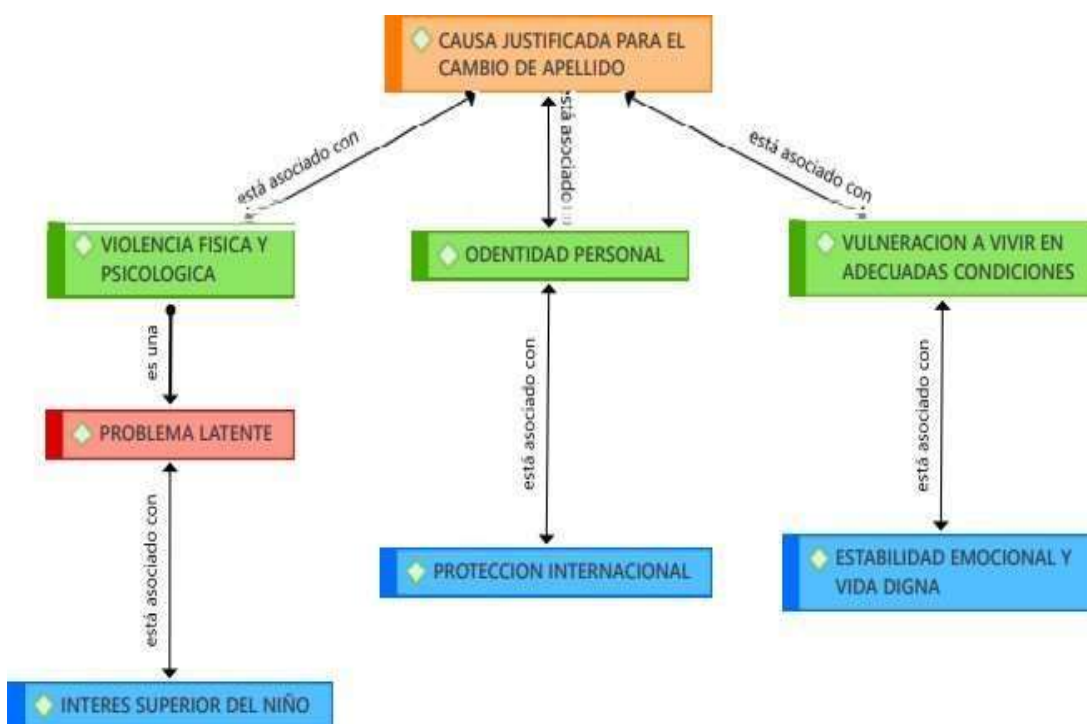 CAUSA JUSTIFICADA PARA EL
CAMBIO DE APELLIDO
está asociado con
está asociado
está asociado con
VIOLENCIA FISICA Y
PSICOLOGICA
ODENTIDAD PERSONAL
VULNERACION A VIVIR EN
ADECUADAS CONDICIONES
es una
está asociado con
está asociado con
PROBLEMA LATENTE
está asociado con
PROTECCION INTERNACIONAL
ESTABILIDAD EMOCIONAL Y
VIDA DIGNA
INTERES SUPERIOR DEL NIÑO